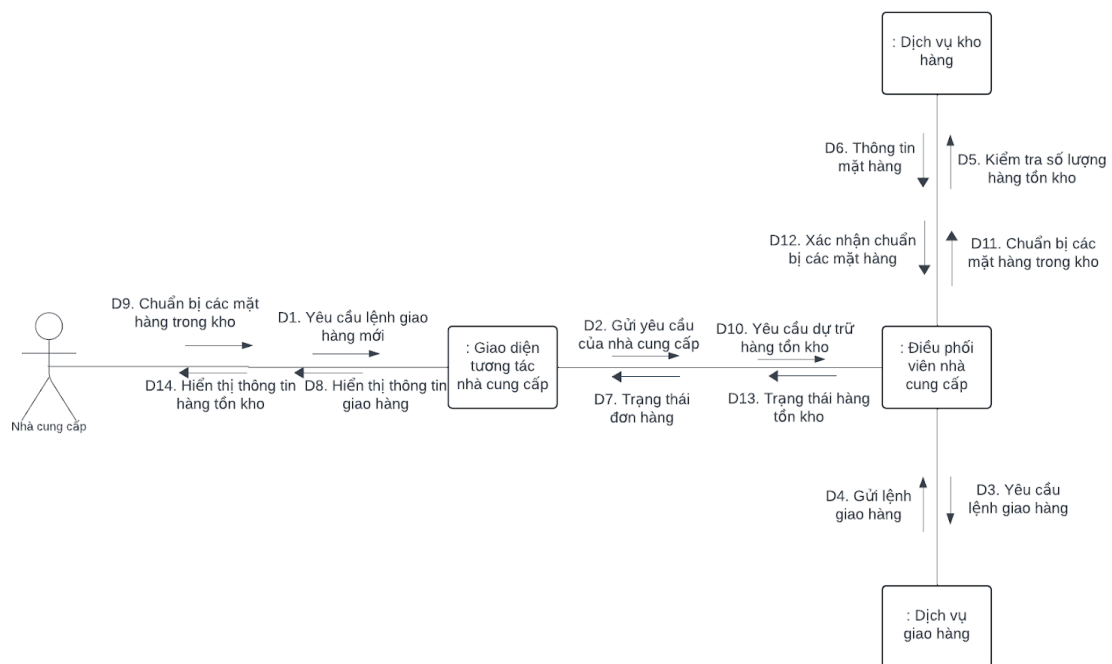 : Dịch vụ kho
hàng
D6. Thông tin
mặt hàng
D5. Kiểm tra số lượng
hàng tồn kho
D12. Xác nhận chuẩn
bị các mặt hàng
D11. Chuẩn bị các
mặt hàng trong kho
D9. Chuẩn bị các mặt
hàng trong kho
D1. Yêu cầu lệnh giao
hàng mới
: Giao diện
tương tác
nhà cung cấp
D2. Gửi yêu cầu
của nhà cung cấp
D10. Yêu cầu dự trữ
hàng tồn kho
: Điều phối
viên nhà
cung cấp
D14. Hiển thị thông tin
hàng tồn kho
D8. Hiển thị thông tin
giao hàng
D7. Trạng thái
đơn hàng
D13. Trạng thái hàng
tồn kho
Nhà cung cấp
D4. Gửi lệnh
giao hàng
D3. Yêu cầu
lệnh giao hàng
: Dịch vụ
giao hàng